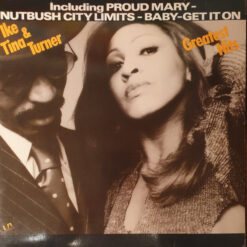 Including PROUD MARY-
NUTBUSH CITY LIMITS - BABY-GET IT ON
Ike
&
Tina
Turner
Greatest
Hits